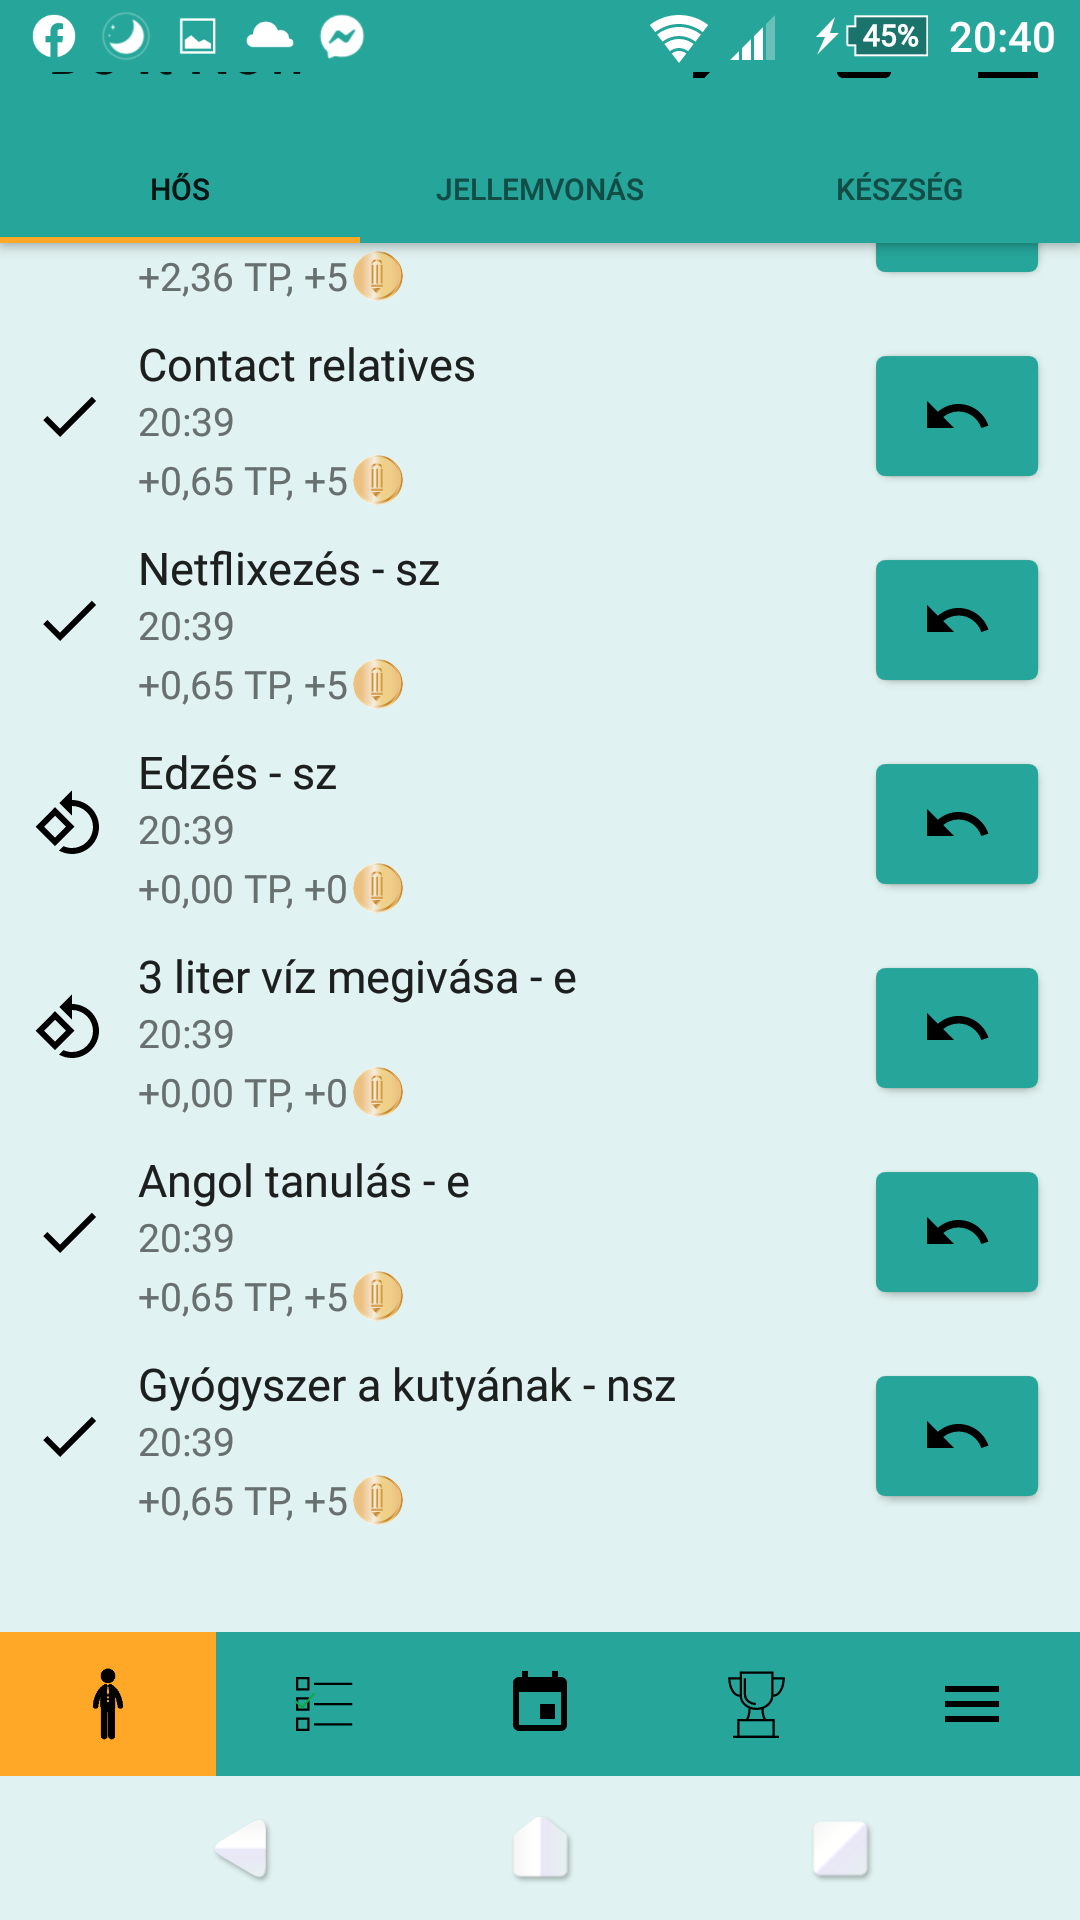 45% 20:40
HŐS JELLEMVONÁS KÉSZSÉG
+2,36 TP, +5
Contact relatives
20:39
+0,65 TP, +5
Netflixezés - sz
20:39
+0,65 TP, +5
Edzés - sz
20:39
+0,00 TP, +0
3 liter víz megivása - e
20:39
+0,00 TP, +0
Angol tanulás - e
20:39
+0,65 TP, +5
Gyógyszer a kutyának - nsz
20:39
+0,65 TP, +5